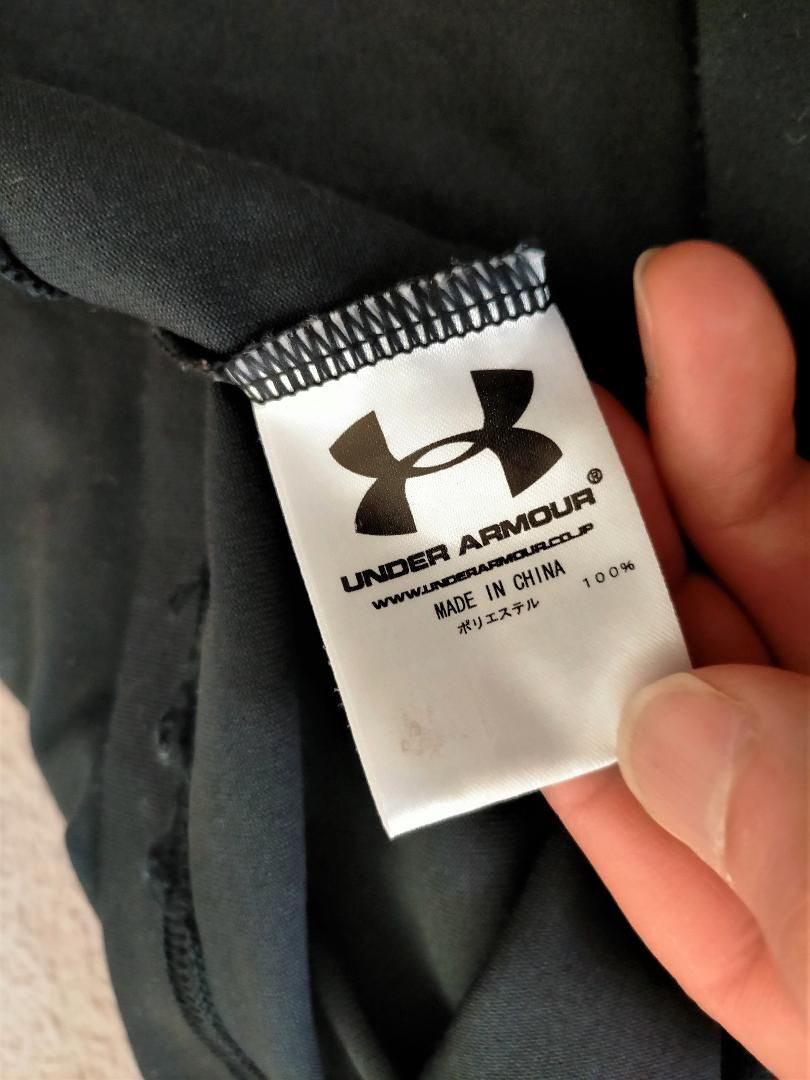 UNDER ARMOUR®
WWW.UNDERARMOUR.CO.JP
MADE IN CHINA
ポリエステル 100%